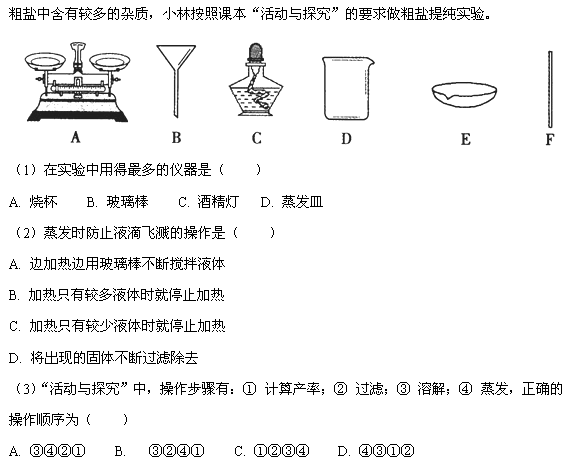 粗盐中含有较多的杂质，小林按照课本“活动与探究”的要求做粗盐提纯实验。
A B C D E F
（1）在实验中用得最多的仪器是（　　）
A. 烧杯 B. 玻璃棒 C. 酒精灯 D. 蒸发皿
（2）蒸发时防止液滴飞溅的操作是（　　）
A. 边加热边用玻璃棒不断搅拌液体
B. 加热只有较多液体时就停止加热
C. 加热只有较少液体时就停止加热
D. 将出现的固体不断过滤除去
（3）“活动与探究”中，操作步骤有：① 计算产率；② 过滤；③ 溶解；④ 蒸发，正确的
操作顺序为（　　）
A. ③④②① B. ③②④① C. ①②③④ D. ④③①②